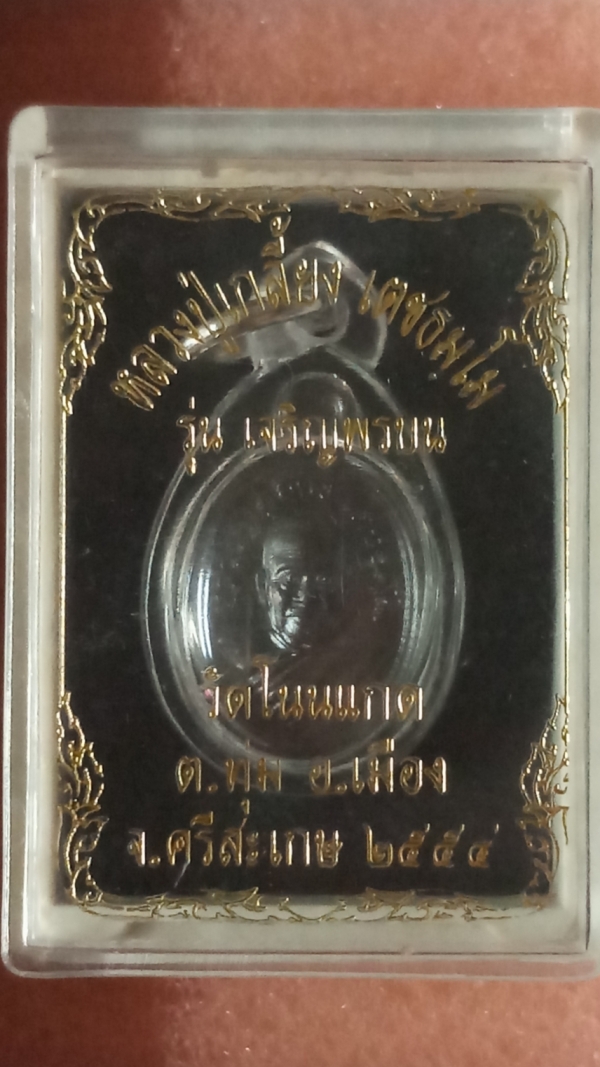 หลวงปู่เกลี้ยง เตชธมฺโม
รุ่น เจริญพรบน
วัดโนนแกด
ต.ทุ่ม อ.เมือง
จ.ศรีสะเกษ ๒๕๕๔